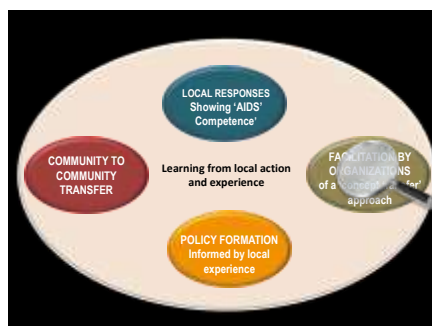 LOCAL RESPONSES
Showing ‘AIDS’
Competence’
COMMUNITY TO
COMMUNITY
TRANSFER
Learning from local action
and experience
FACILITATION BY
ORGANIZATIONS
of a ‘concept
approach
POLICY FORMATION
Informed by local
experience